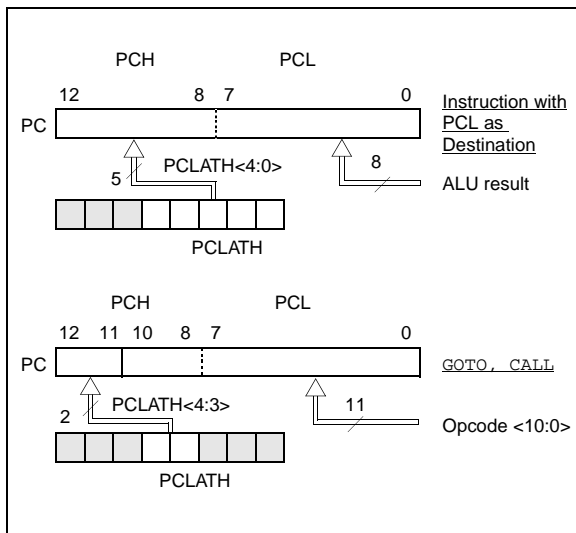 PCH PCL
12 8 7 0
PC
Instruction with
PCL as
Destination
5 PCLATH<4:0> 8
ALU result
PCLATH
PCH PCL
12 11 10 8 7 0
PC
GOTO, CALL
2 PCLATH<4:3> 11
Opcode <10:0>
PCLATH